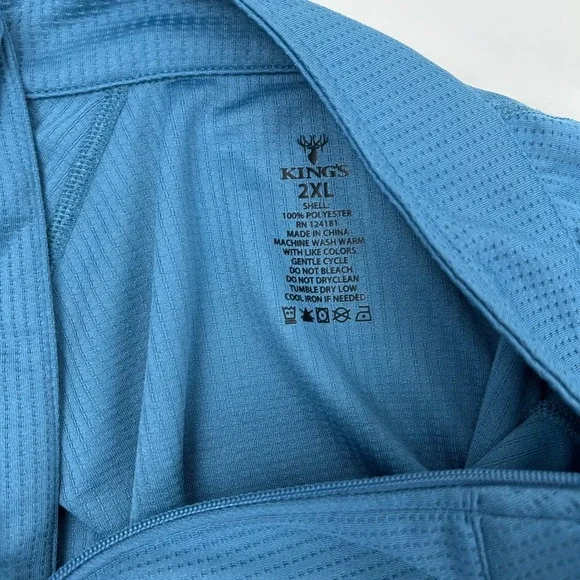 KING'S
2XL
SHELL:
100% POLYESTER
RN 124181
MADE IN CHINA
MACHINE WASH WARM
WITH LIKE COLORS
GENTLE CYCLE
DO NOT BLEACH
DO NOT DRYCLEAN
TUMBLE DRY LOW
COOL IRON IF NEEDED